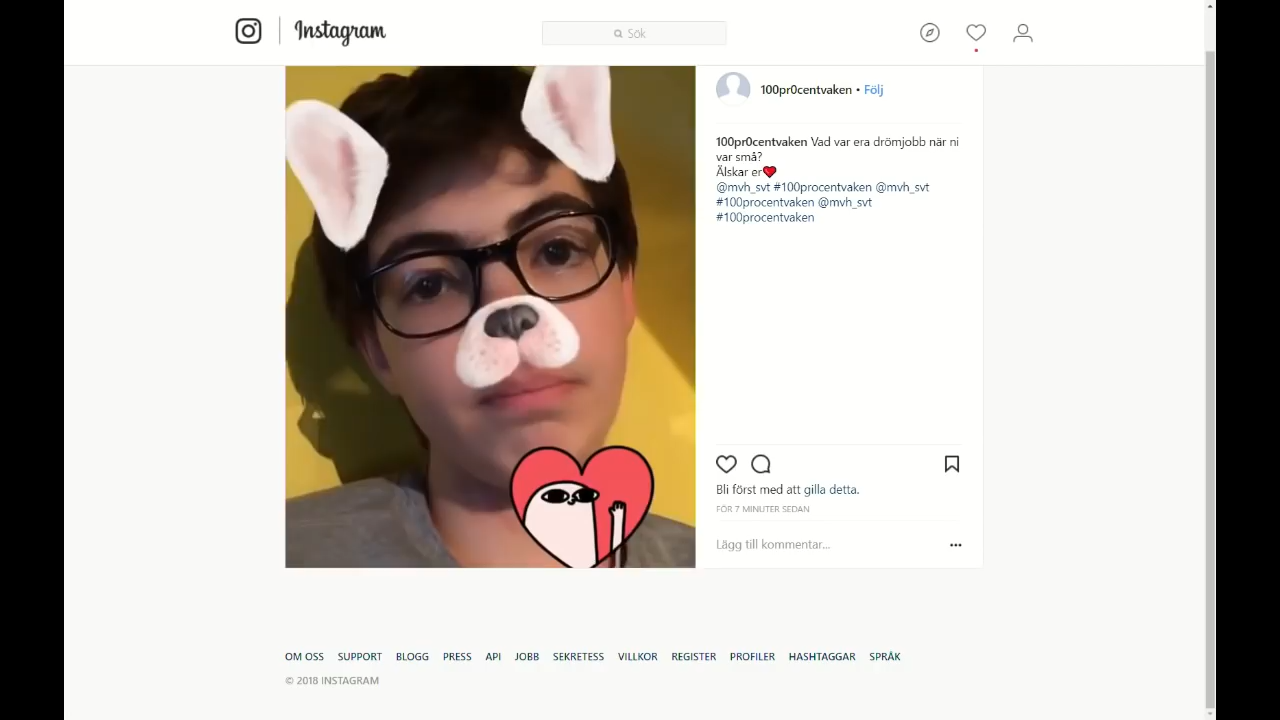 Instagram
Sök
100pr0centvaken • Följ
100pr0centvaken Vad var era drömjobb när ni
var små?
Älskar er❤
@mvh_svt #100procentvaken @mvh_svt
#100procentvaken @mvh_svt
#100procentvaken
Bli först med att gilla detta.
FÖR 7 MINUTER SEDAN
Lägg till kommentar...
OM OSS SUPPORT BLOGG PRESS API JOBB SEKRETESS VILLKOR REGISTER PROFILER HASHTAGGAR SPRÅK
© 2018 INSTAGRAM